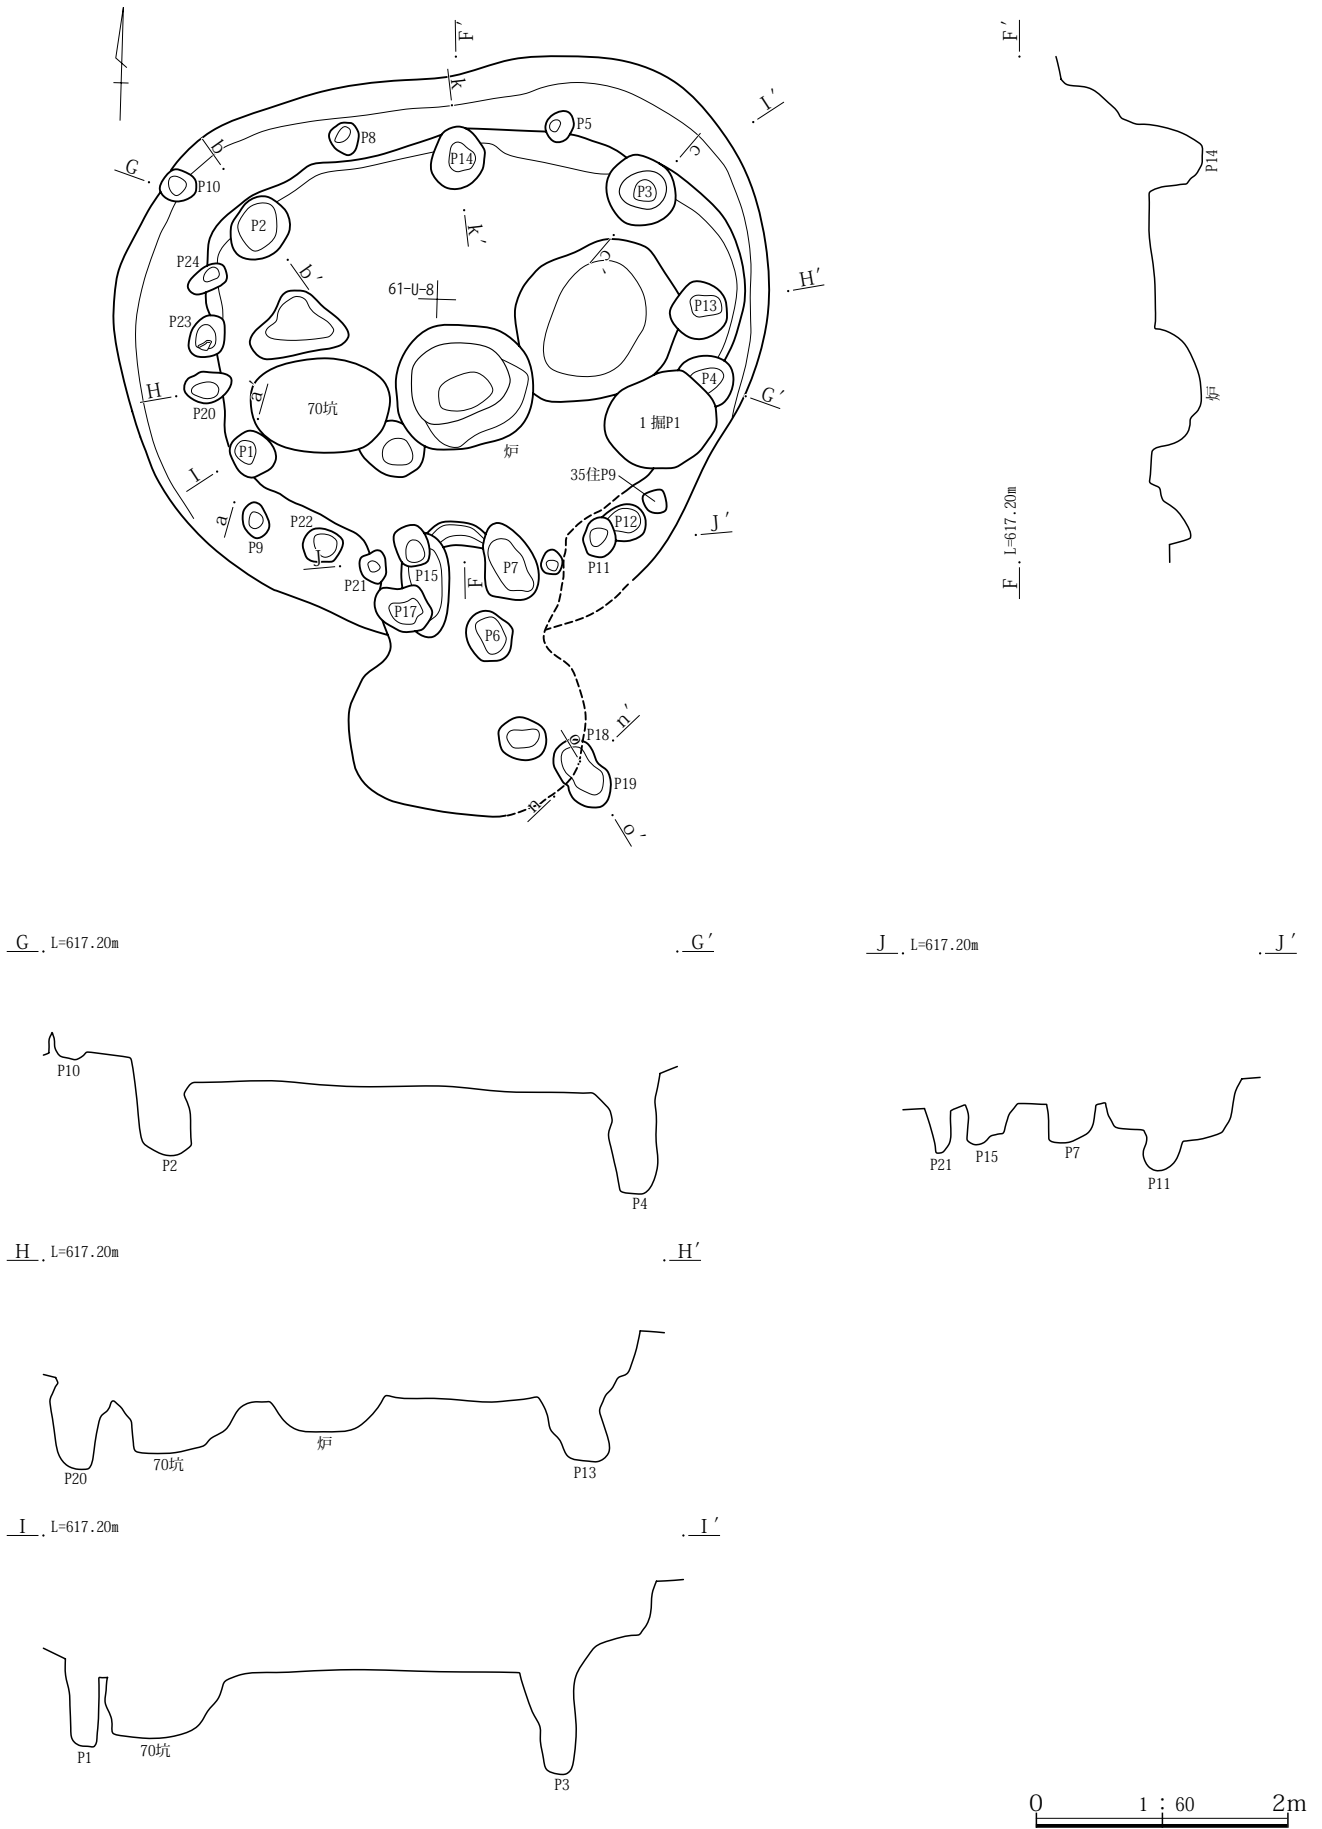 F′
F′
k
I′
b
P8
P5
c
P14
G
P10
P3
P14
P2
k′
P24
b′
c′
H′
61-U-8
P13
P23
H
a′
P4
G′
炉
P20
70坑
1 掘P1
P1
炉
I
35住P9
L=617.20m
a
P22
P12
J′
P9
J
P21
P15
P7
P11
F
F
P17
P6
n′
o
P18
P19
n
o′
G L=617.20m G′
J L=617.20m J′
P10
P2
P4
P21
P15
P7
P11
H L=617.20m H′
P20
70坑
炉
P13
I L=617.20m I′
P1
70坑
P3
0 1 : 60 2m